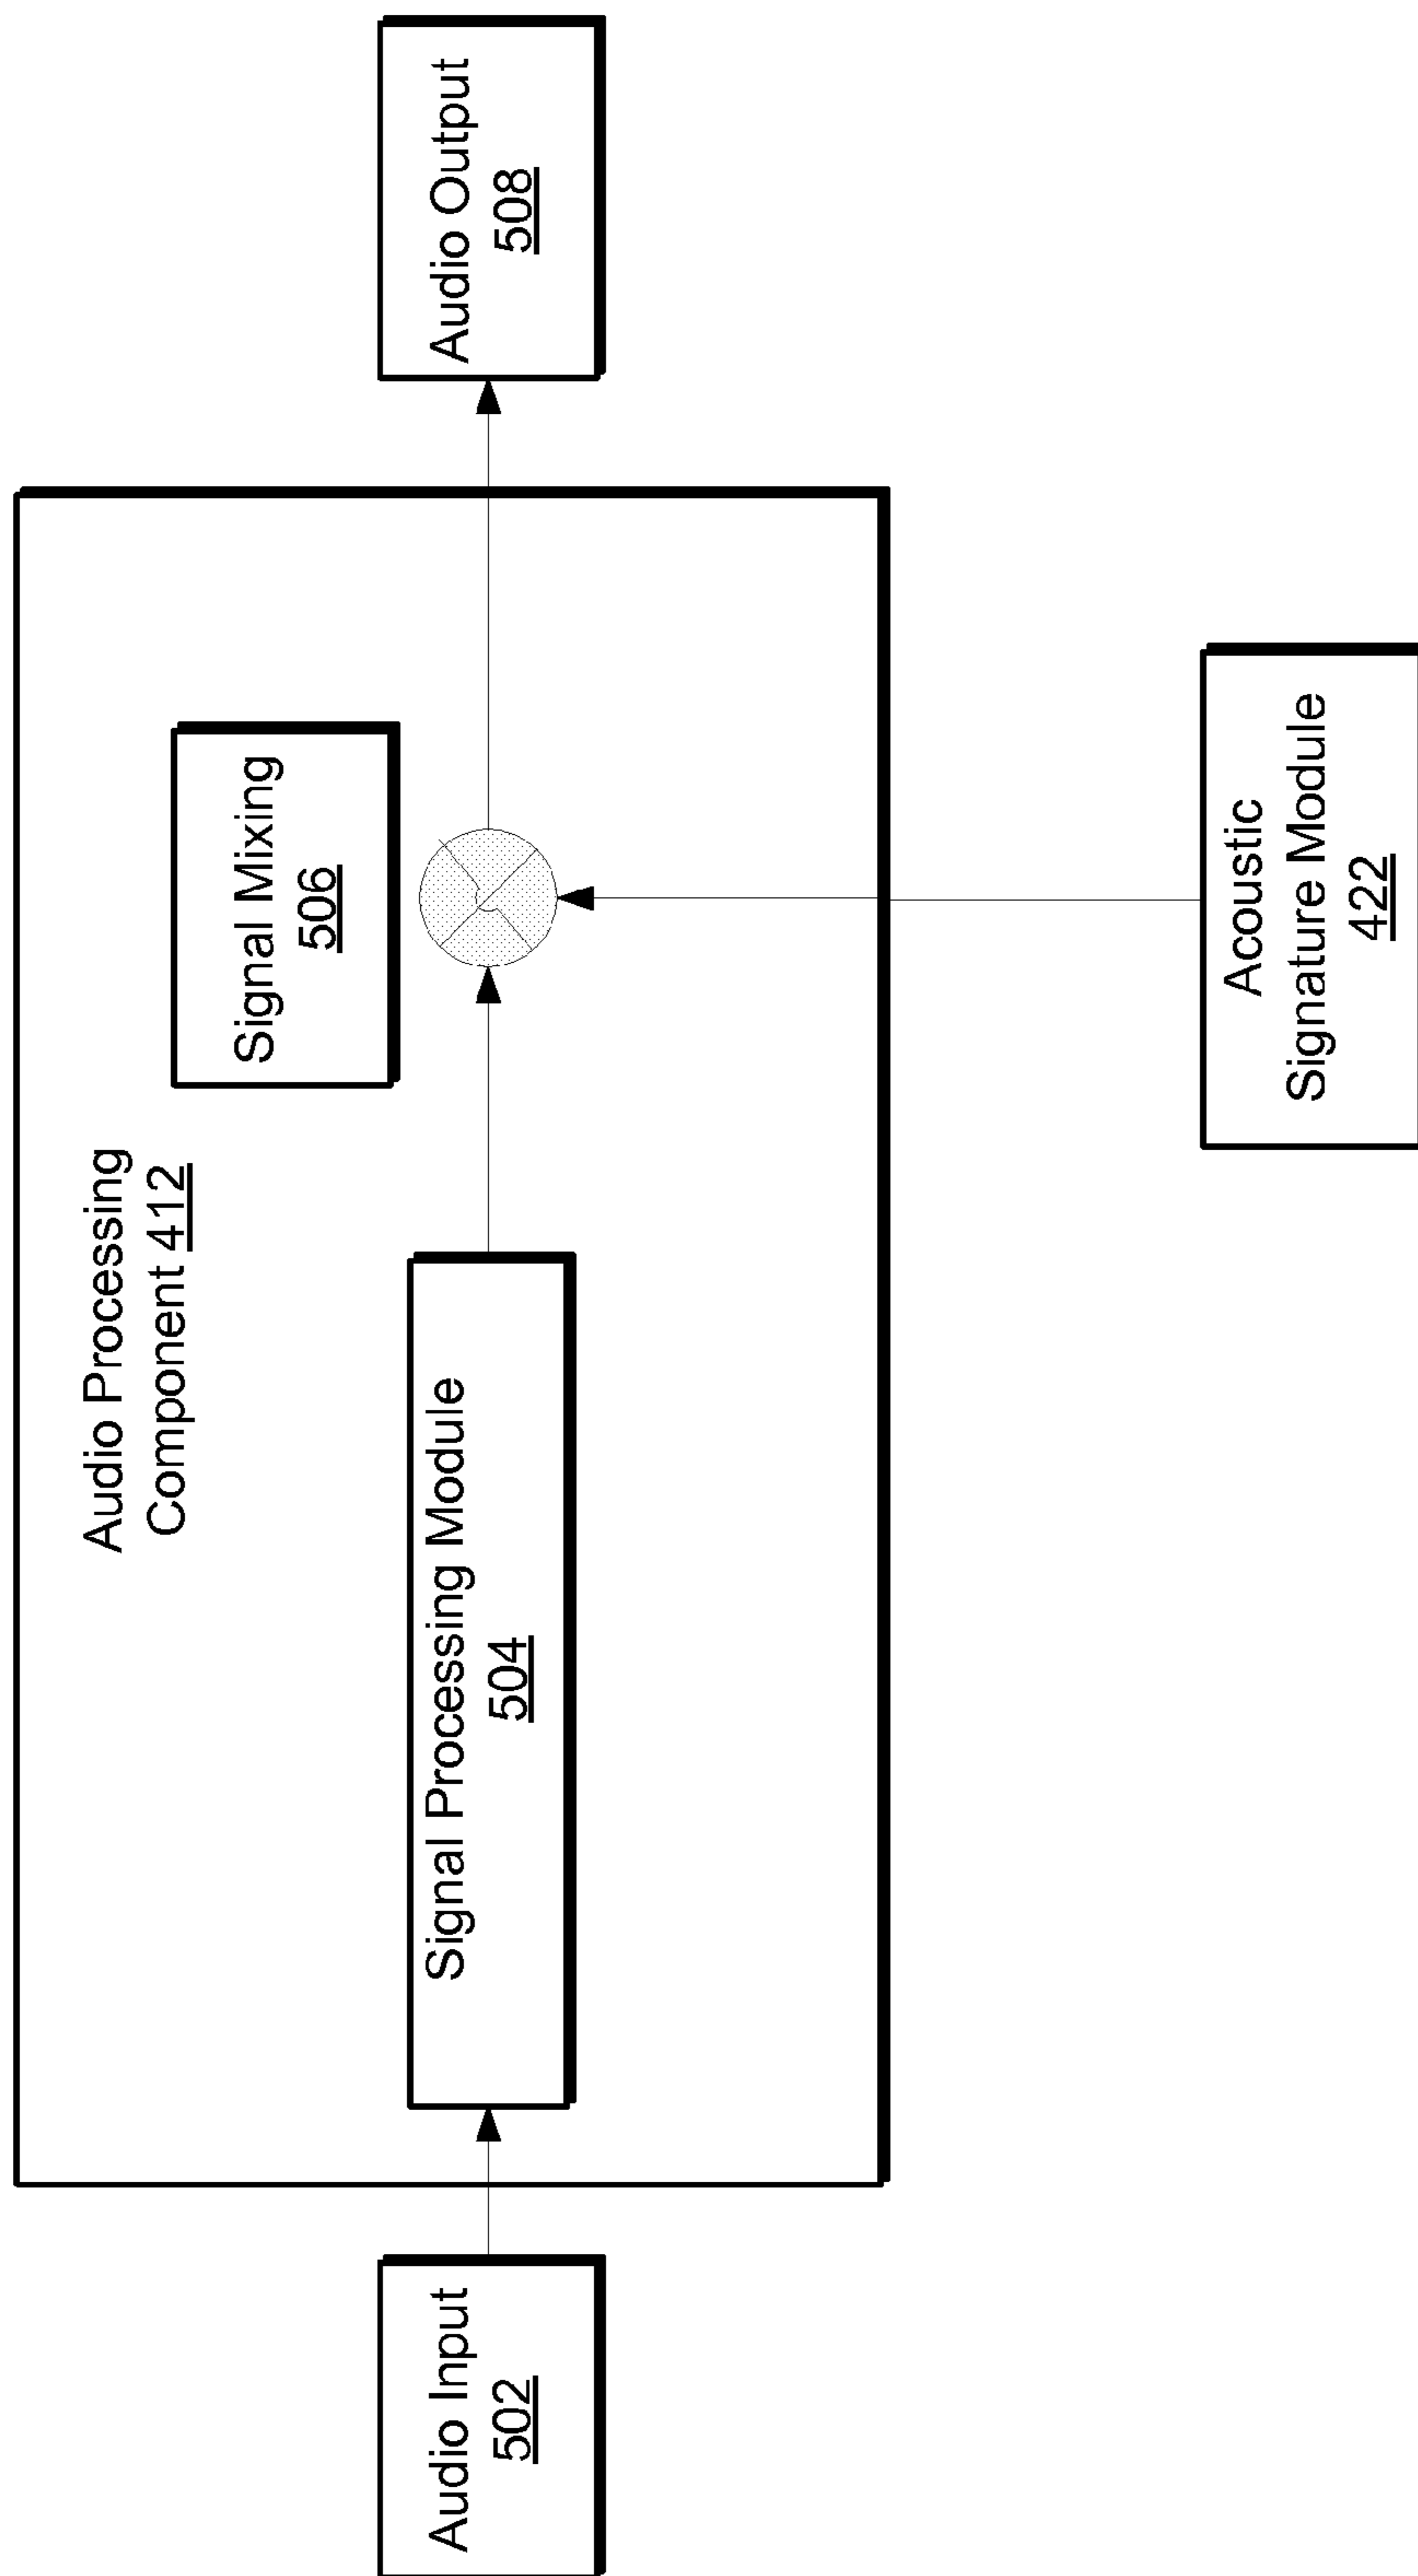 Audio Processing
Component 412
Signal Mixing
506
Audio Input
502
Signal Processing Module
504
Audio Output
508
Acoustic
Signature Module
422